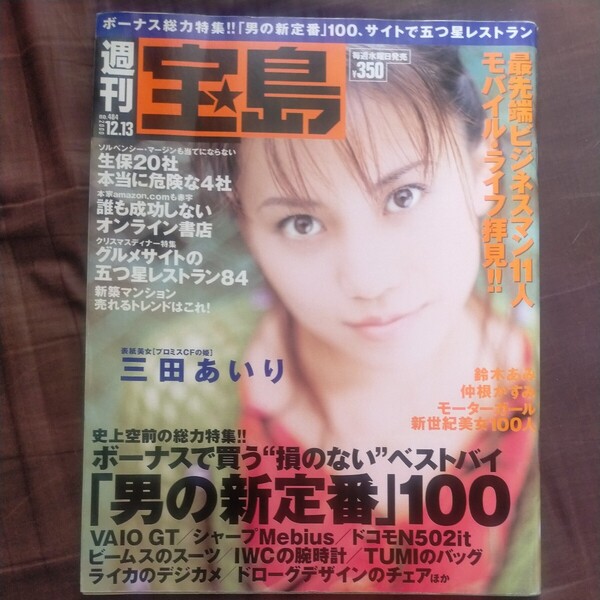 ボーナス総力特集!!「男の新定番」100、サイトで五つ星レストラン
週刊
宝島
no.484
2000
12.13
毎週水曜日発売
¥350
最先端ビジネスマン11人
モバイル・ライフ拝見!!
ソルベンシー・マージンも当てにならない
生保20社
本当に危険な4社
本家amazon.comも赤字
誰も成功しない
オンライン書店
クリスマスディナー特集
グルメサイトの
五つ星レストラン84
新築マンション
売れるトレンドはこれ!
表紙美女[プロミスCFの姫]
三田あいり
鈴木あみ
仲根かすみ
モーターガール
新世紀美女100人
史上空前の総力特集!!
ボーナスで買う“損のない”ベストバイ
「男の新定番」100
VAIO GT/シャープMebius/ドコモN502it
ビームスのスーツ/IWCの腕時計/TUMIのバッグ
ライカのデジカメ/ドローグデザインのチェアほか